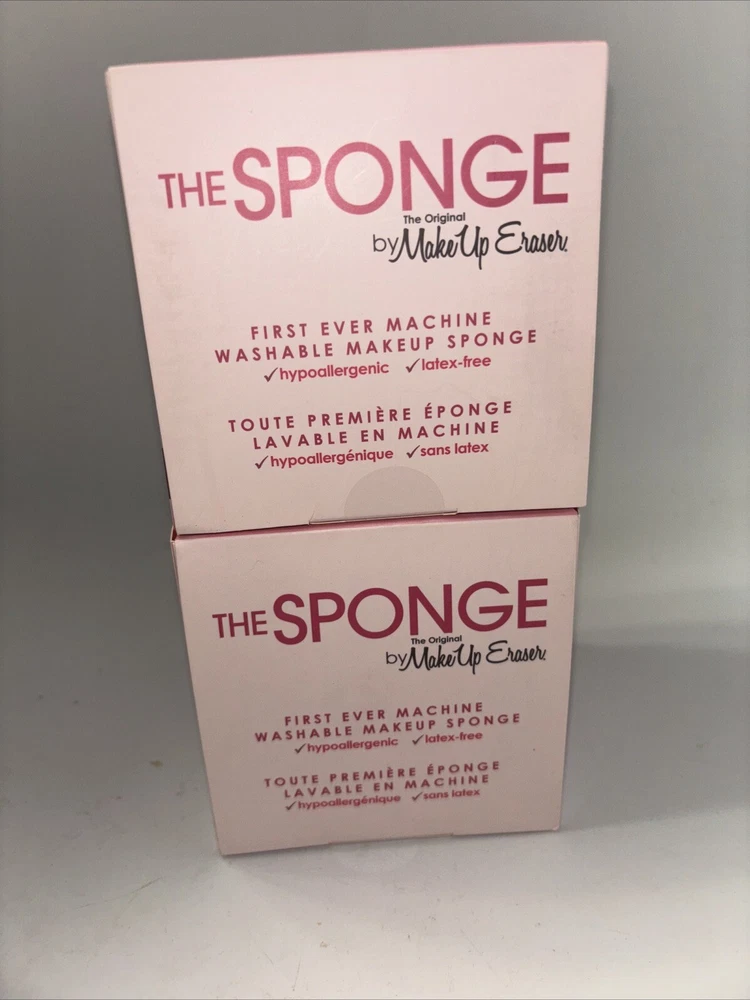 THE SPONGE
The Original
by MakeUp Eraser.
FIRST EVER MACHINE
WASHABLE MAKEUP SPONGE
✓hypoallergenic ✓latex-free
TOUTE PREMIÈRE ÉPONGE
LAVABLE EN MACHINE
✓hypoallergénique ✓sans latex
THE SPONGE
The Original
by MakeUp Eraser.
FIRST EVER MACHINE
WASHABLE MAKEUP SPONGE
✓hypoallergenic ✓latex-free
TOUTE PREMIÈRE ÉPONGE
LAVABLE EN MACHINE
✓hypoallergénique ✓sans latex